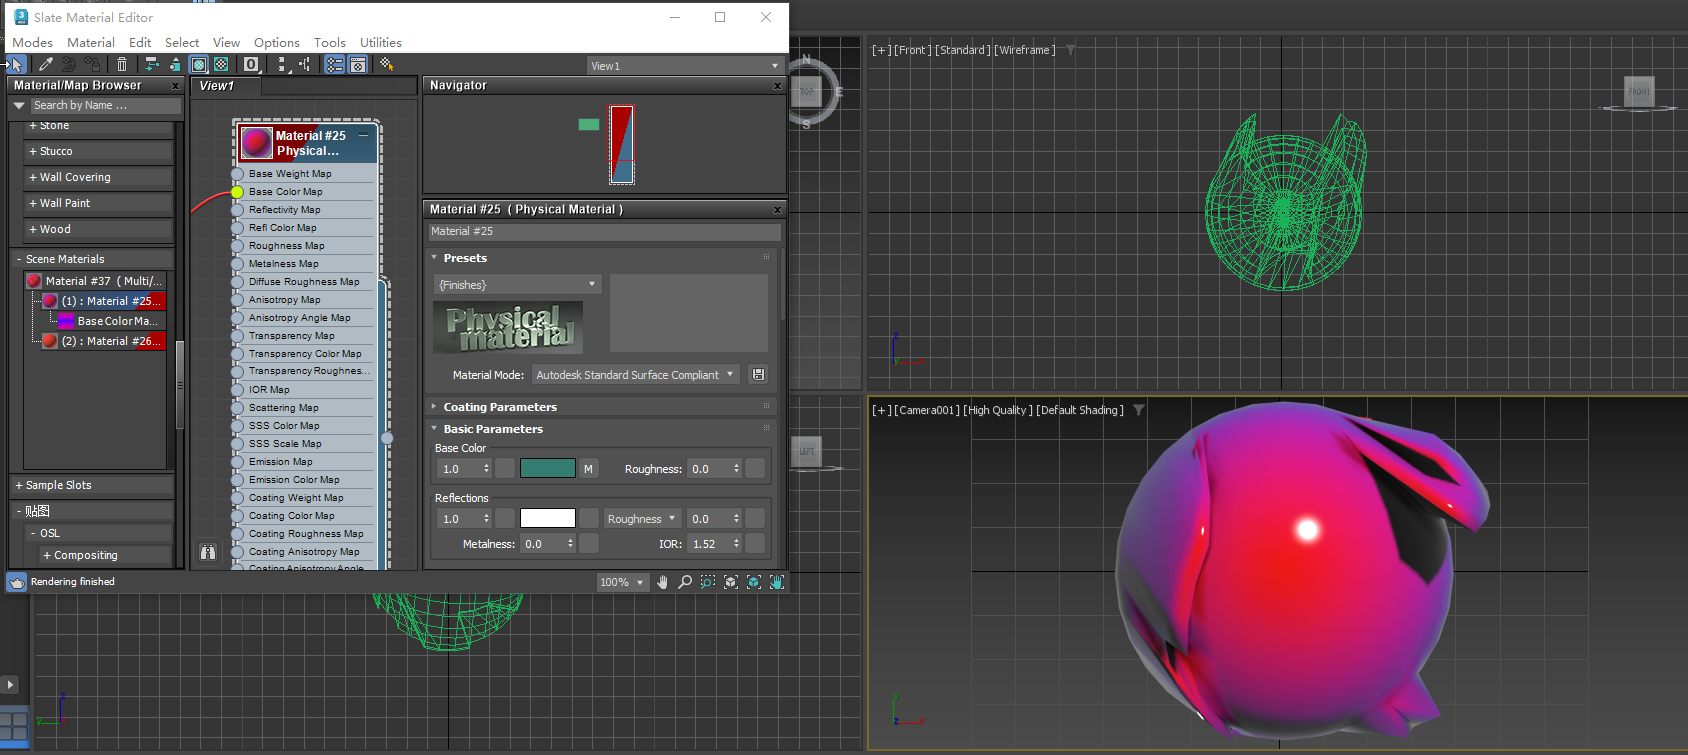 Slate Material Editor
Modes Material Edit Select View Options Tools Utilities
View1
Material/Map Browser
Search by Name ...
+ Stone
+ Stucco
+ Wall Covering
+ Wall Paint
+ Wood
- Scene Materials
Material #37 ( Multi/...
(1) : Material #25...
Base Color Ma...
(2) : Material #26...
+ Sample Slots
- 贴图
- OSL
+ Compositing
Rendering finished
View1
Material #25
Physical...
Base Weight Map
Base Color Map
Reflectivity Map
Refl Color Map
Roughness Map
Metalness Map
Diffuse Roughness Map
Anisotropy Map
Anisotropy Angle Map
Transparency Map
Transparency Color Map
Transparency Roughnes...
IOR Map
Scattering Map
SSS Color Map
SSS Scale Map
Emission Map
Emission Color Map
Coating Weight Map
Coating Color Map
Coating Roughness Map
Coating Anisotropy Map
Coating Anisotropy Angle
Navigator
Material #25 ( Physical Material )
Material #25
Presets
{Finishes}
Physical
material
Material Mode: Autodesk Standard Surface Compliant
Coating Parameters
Basic Parameters
Base Color
1.0 M Roughness: 0.0
Reflections
1.0 Roughness 0.0
Metalness: 0.0 IOR: 1.52
100%
N
TOP
E
S
LEFT
[+] [Front] [Standard] [Wireframe]
FRONT
z
y x
[+] [Camera001] [High Quality] [Default Shading]
y
z x
z
y